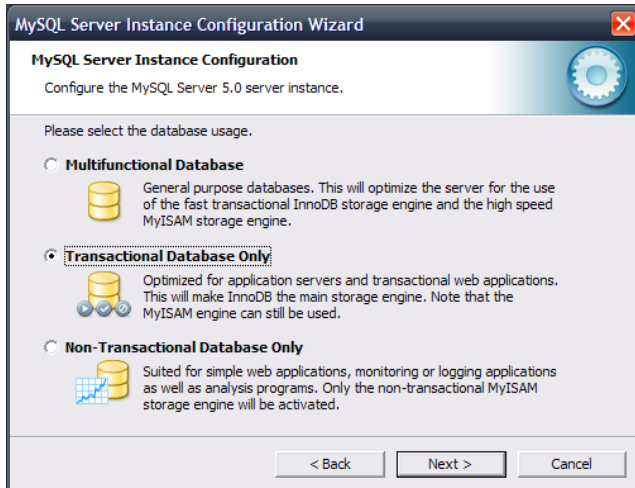 MySQL Server Instance Configuration Wizard
MySQL Server Instance Configuration
Configure the MySQL Server 5.0 server instance.
Please select the database usage.
Multifunctional Database
General purpose databases. This will optimize the server for the use
of the fast transactional InnoDB storage engine and the high speed
MyISAM storage engine.
Transactional Database Only
Optimized for application servers and transactional web applications.
This will make InnoDB the main storage engine. Note that the
MyISAM engine can still be used.
Non-Transactional Database Only
Suited for simple web applications, monitoring or logging applications
as well as analysis programs. Only the non-transactional MyISAM
storage engine will be activated.
< Back Next > Cancel